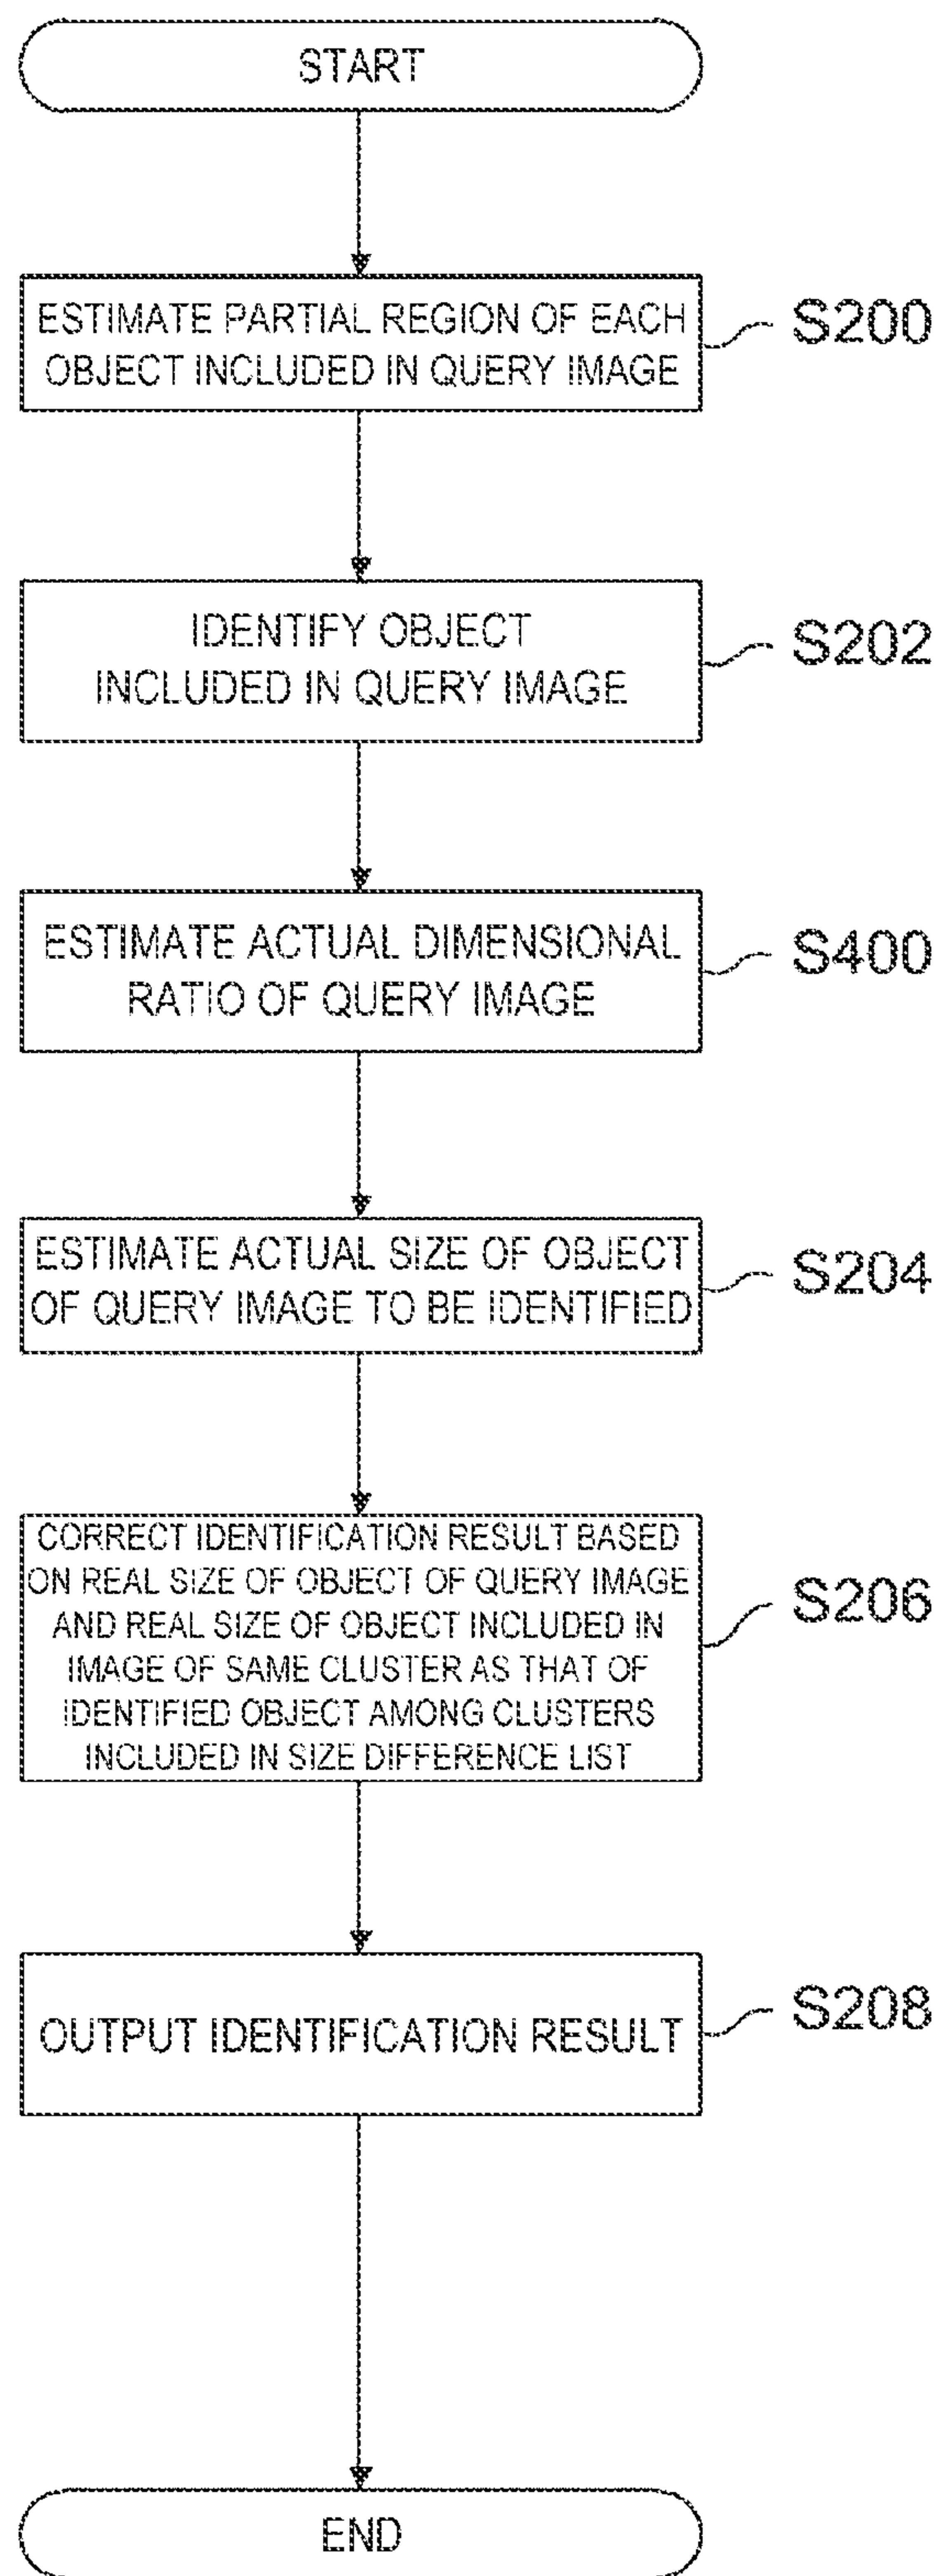 START
ESTIMATE PARTIAL REGION OF EACH
OBJECT INCLUDED IN QUERY IMAGE
S200
IDENTIFY OBJECT
INCLUDED IN QUERY IMAGE
S202
ESTIMATE ACTUAL DIMENSIONAL
RATIO OF QUERY IMAGE
S400
ESTIMATE ACTUAL SIZE OF OBJECT
OF QUERY IMAGE TO BE IDENTIFIED
S204
CORRECT IDENTIFICATION RESULT BASED
ON REAL SIZE OF OBJECT OF QUERY IMAGE
AND REAL SIZE OF OBJECT INCLUDED IN
IMAGE OF SAME CLUSTER AS THAT OF
IDENTIFIED OBJECT AMONG CLUSTERS
INCLUDED IN SIZE DIFFERENCE LIST
S206
OUTPUT IDENTIFICATION RESULT
S208
END